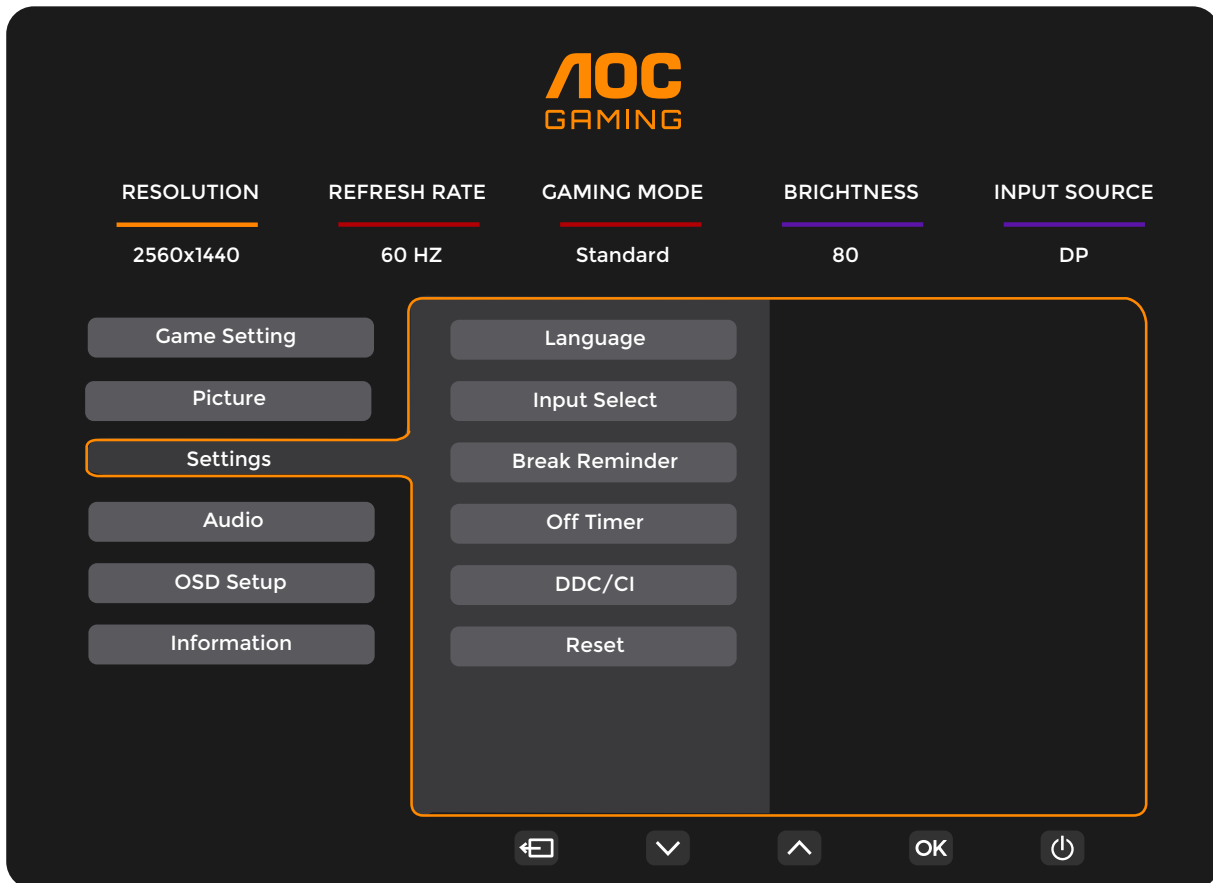 AOC
GAMING
RESOLUTION REFRESH RATE GAMING MODE BRIGHTNESS INPUT SOURCE
2560x1440 60 HZ Standard 80 DP
Game Setting
Picture
Settings
Audio
OSD Setup
Information
Language
Input Select
Break Reminder
Off Timer
DDC/CI
Reset
OK